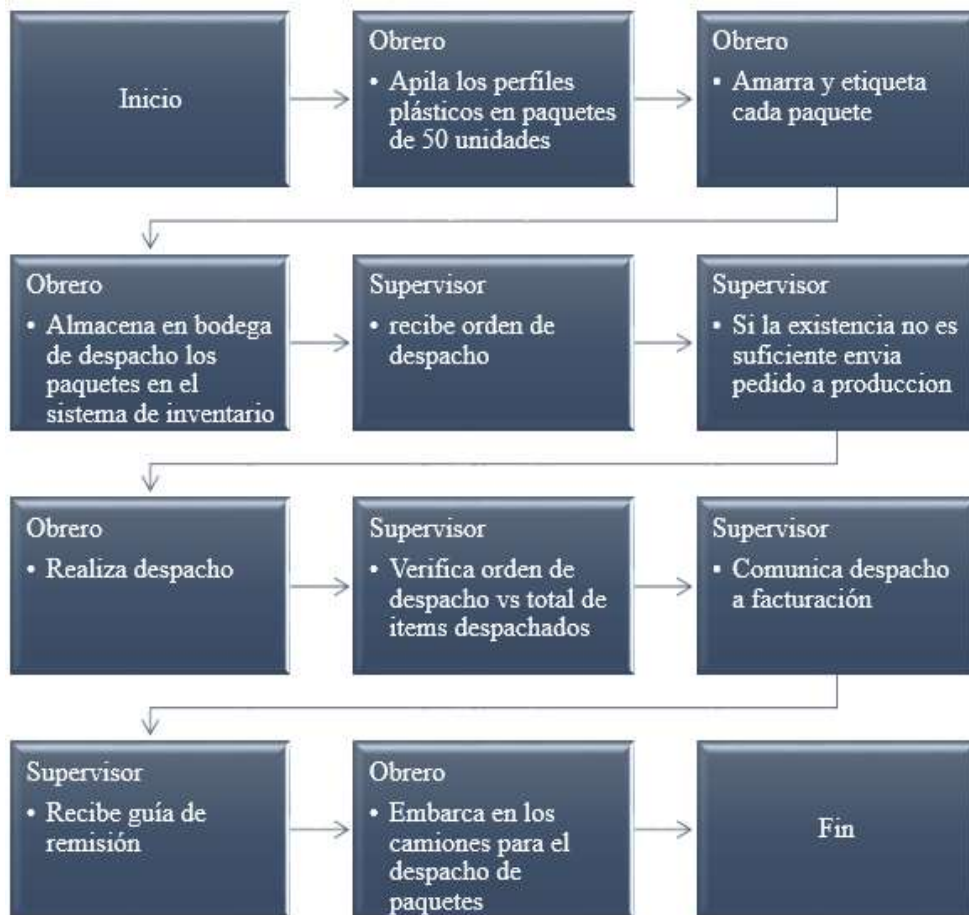 Inicio
Obrero
• Apila los perfiles
plásticos en paquetes
de 50 unidades
Obrero
• Amarra y etiqueta
cada paquete
Obrero
• Almacena en bodega
de despacho los
paquetes en el
sistema de inventario
Supervisor
• recibe orden de
despacho
Supervisor
• Si la existencia no es
suficiente envia
pedido a produccion
Obrero
• Realiza despacho
Supervisor
• Verifica orden de
despacho vs total de
items despachados
Supervisor
• Comunica despacho
a facturación
Supervisor
• Recibe guía de
remisión
Obrero
• Embarca en los
camiones para el
despacho de
paquetes
Fin